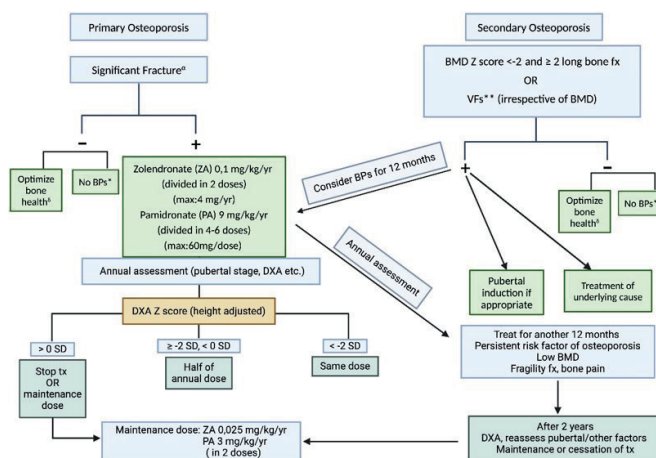 Primary Osteoporosis
Significant Fractureᵅ
−
+
Optimize
bone
health⁸
No BPs*
Zolendronate (ZA) 0,1 mg/kg/yr
(divided in 2 doses)
(max:4 mg/yr)
Pamidronate (PA) 9 mg/kg/yr
(divided in 4-6 doses)
(max:60mg/dose)
Annual assessment (pubertal stage, DXA etc.)
DXA Z score (height adjusted)
> 0 SD
≥ -2 SD, < 0 SD
< -2 SD
Stop tx
OR
maintenance
dose
Half of
annual dose
Same dose
Maintenance dose: ZA 0,025 mg/kg/yr
PA 3 mg/kg/yr
( in 2 doses)
Consider BPs for 12 months
Annual assessment
Secondary Osteoporosis
BMD Z score <-2 and ≥ 2 long bone fx
OR
VFs** (irrespective of BMD)
+
−
Optimize
bone
health⁸
No BPs*
Pubertal
induction if
appropriate
Treatment of
underlying cause
Treat for another 12 months
Persistent risk factor of osteoporosis
Low BMD
Fragility fx, bone pain
After 2 years
DXA, reassess pubertal/other factors
Maintenance or cessation of tx